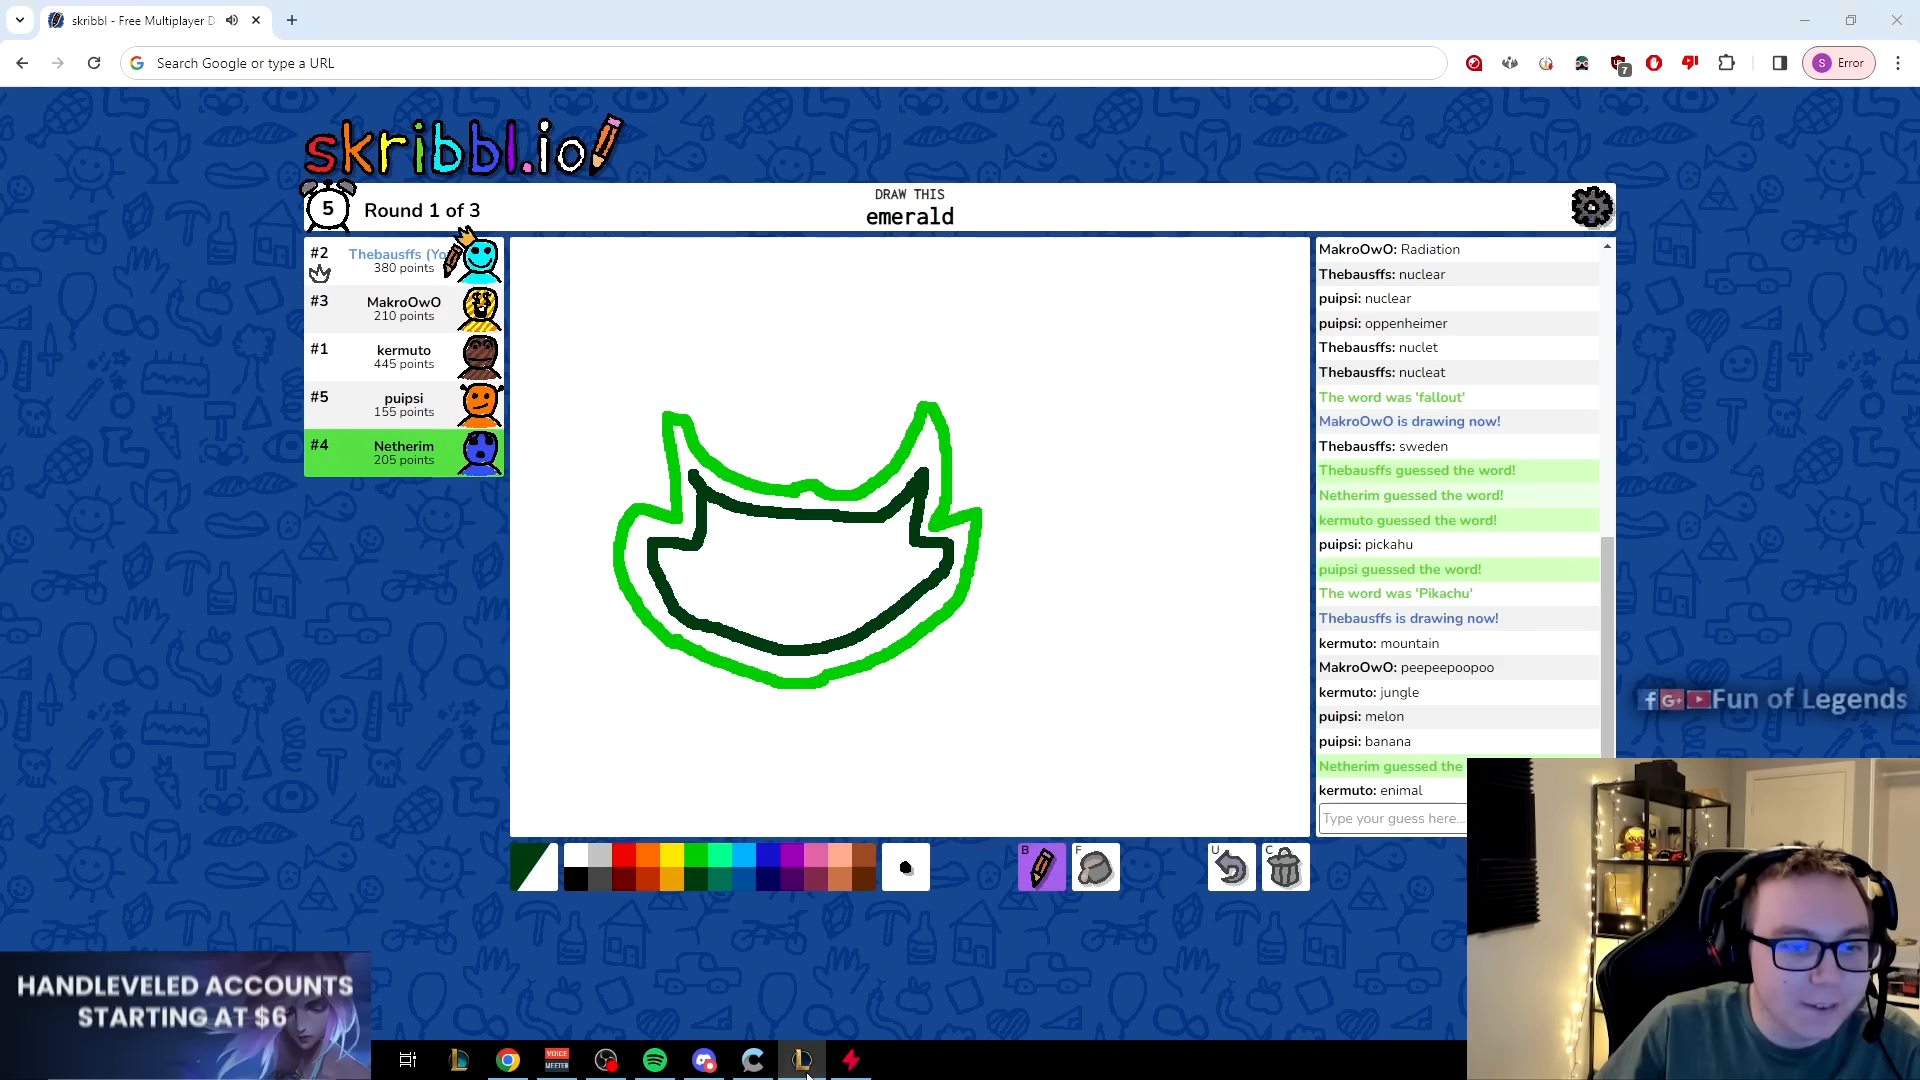 skribbl - Free Multiplayer D
Search Google or type a URL
7
S Error
skribbl.io
5
Round 1 of 3
DRAW THIS
emerald
#2
Thebausffs (Yo
380 points
#3
MakroOwO
210 points
#1
kermuto
445 points
#5
puipsi
155 points
#4
Netherim
205 points
MakroOwO: Radiation
Thebausffs: nuclear
puipsi: nuclear
puipsi: oppenheimer
Thebausffs: nuclet
Thebausffs: nucleat
The word was 'fallout'
MakroOwO is drawing now!
Thebausffs: sweden
Thebausffs guessed the word!
Netherim guessed the word!
kermuto guessed the word!
puipsi: pickahu
puipsi guessed the word!
The word was 'Pikachu'
Thebausffs is drawing now!
kermuto: mountain
MakroOwO: peepeepoopoo
kermuto: jungle
puipsi: melon
puipsi: banana
Netherim guessed the
kermuto: enimal
Type your guess here...
B
F
U
C
f G+ Fun of Legends
HANDLEVELED ACCOUNTS
STARTING AT $6
VOICE
MEETER